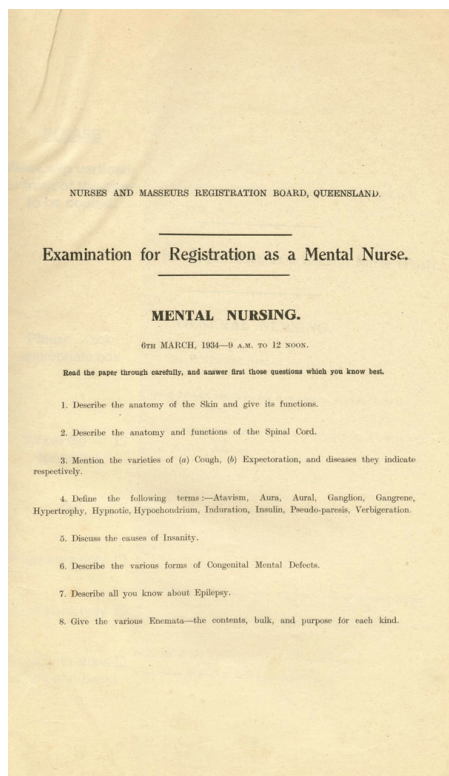 NURSES AND MASSEURS REGISTRATION BOARD, QUEENSLAND.
Examination for Registration as a Mental Nurse.
MENTAL NURSING.
6TH MARCH, 1934—9 A.M. TO 12 NOON.
Read the paper through carefully, and answer first those questions which you know best.
1. Describe the anatomy of the Skin and give its functions.
2. Describe the anatomy and functions of the Spinal Cord.
3. Mention the varieties of (a) Cough, (b) Expectoration, and diseases they indicate
respectively.
4. Define the following terms:—Atavism, Aura, Aural, Ganglion, Gangrene,
Hypertrophy, Hypnotic, Hypochondrium, Induration, Insulin, Pseudo-paresis, Verbigeration.
5. Discuss the causes of Insanity.
6. Describe the various forms of Congenital Mental Defects.
7. Describe all you know about Epilepsy.
8. Give the various Enemata—the contents, bulk, and purpose for each kind.